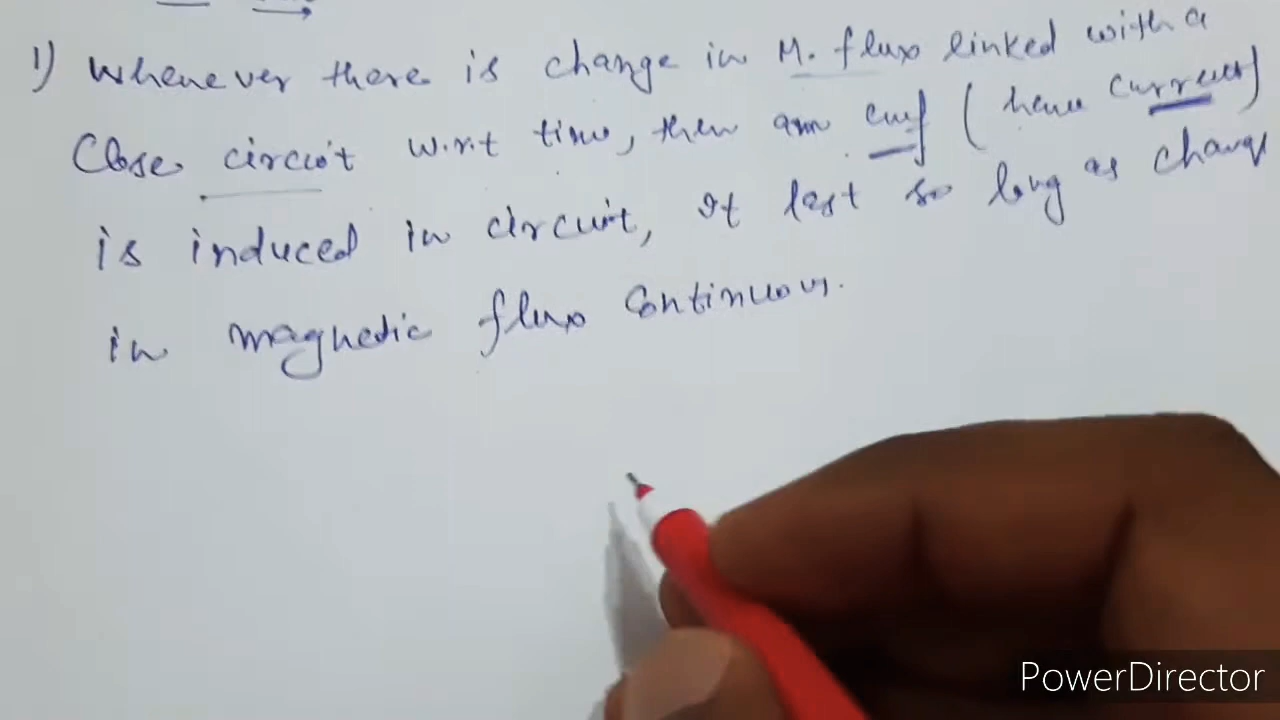 1) Whenever there is change in M. flux linked with a
Close circuit w.r.t time, then an emf ( hence current)
is induced in circuit, It last so long as change
in magnedic flux Continuous.
PowerDirector